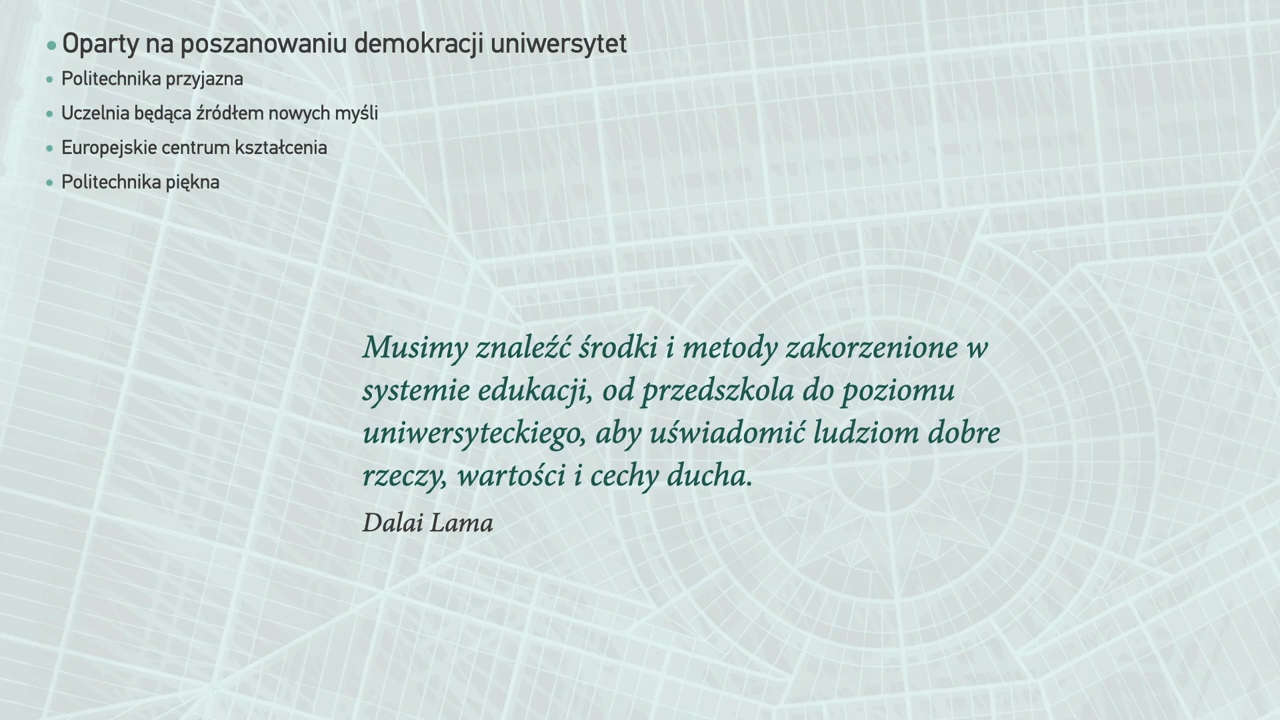 Oparty na poszanowaniu demokracji uniwersytet
Politechnika przyjazna
Uczelnia będąca źródłem nowych myśli
Europejskie centrum kształcenia
Politechnika piękna
Musimy znaleźć środki i metody zakorzenione w
systemie edukacji, od przedszkola do poziomu
uniwersyteckiego, aby uświadomić ludziom dobre
rzeczy, wartości i cechy ducha.
Dalai Lama